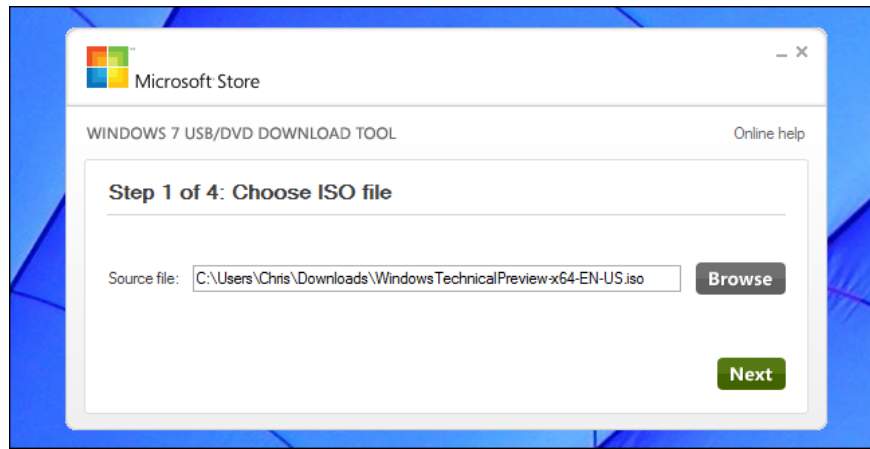 Microsoft Store
WINDOWS 7 USB/DVD DOWNLOAD TOOL
Online help
Step 1 of 4: Choose ISO file
Source file: C:\Users\Chris\Downloads\WindowsTechnicalPreview-x64-EN-US.iso Browse
Next